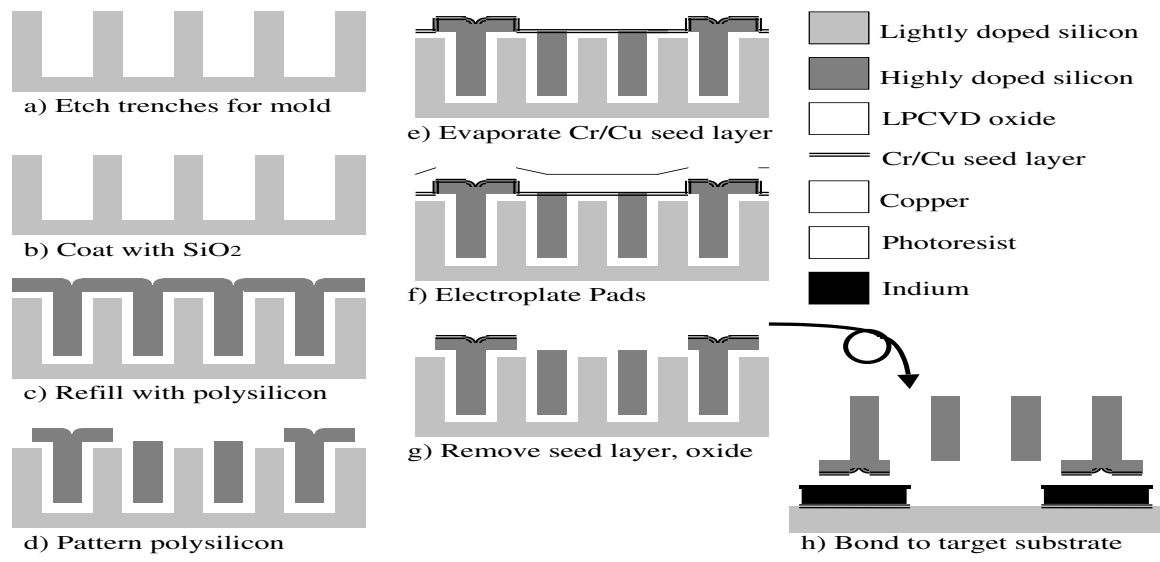 a) Etch trenches for mold
b) Coat with SiO2
c) Refill with polysilicon
d) Pattern polysilicon
e) Evaporate Cr/Cu seed layer
f) Electroplate Pads
g) Remove seed layer, oxide
Lightly doped silicon
Highly doped silicon
LPCVD oxide
Cr/Cu seed layer
Copper
Photoresist
Indium
h) Bond to target substrate